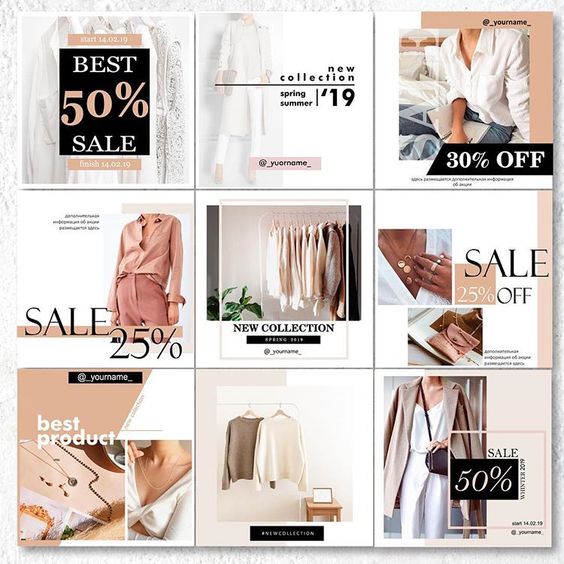 start 14.02.19
BEST
50%
SALE
finish 14.02.19
new
collection
spring
summer
'19
@_yuorname_
@_yourname_
30% OFF
здесь размещается дополнительная информация
об акции
дополнительная
информация об акции
размещается здесь
SALE
25%
NEW COLLECTION
SPRING 2019
@_yourname_
SALE
25% OFF
дополнительная
информация об акции
размещается здесь
@_yourname_
best
product
new collection
#NEWCOLLECTION
SALE
50%
WHINTER 2019
start 14.02.19